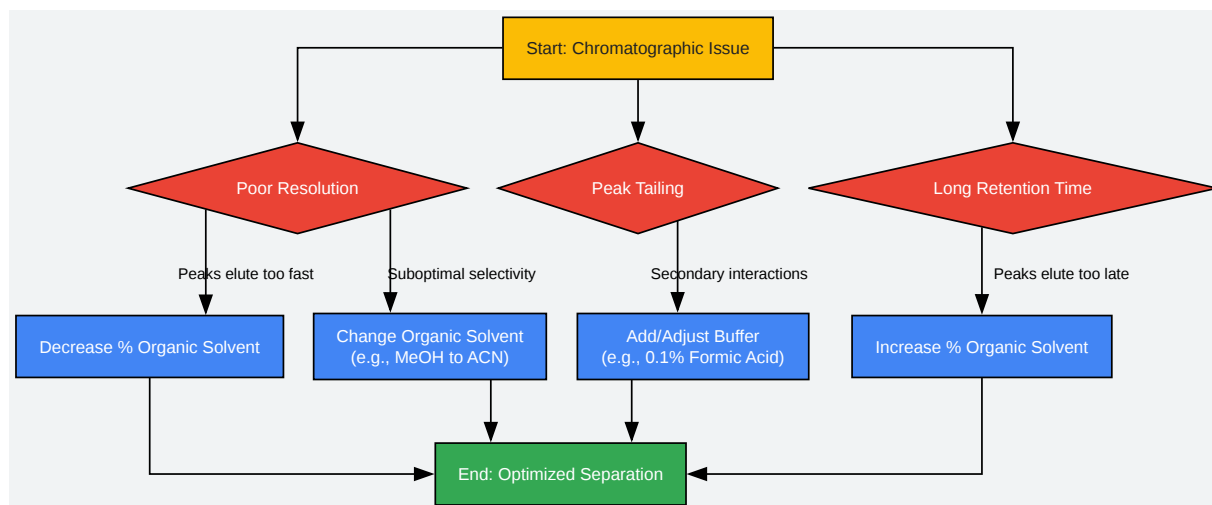 Start: Chromatographic Issue
Poor Resolution
Peak Tailing
Long Retention Time
Peaks elute too fast
Suboptimal selectivity
Secondary interactions
Peaks elute too late
Decrease % Organic Solvent
Change Organic Solvent
(e.g., MeOH to ACN)
Add/Adjust Buffer
(e.g., 0.1% Formic Acid)
Increase % Organic Solvent
End: Optimized Separation